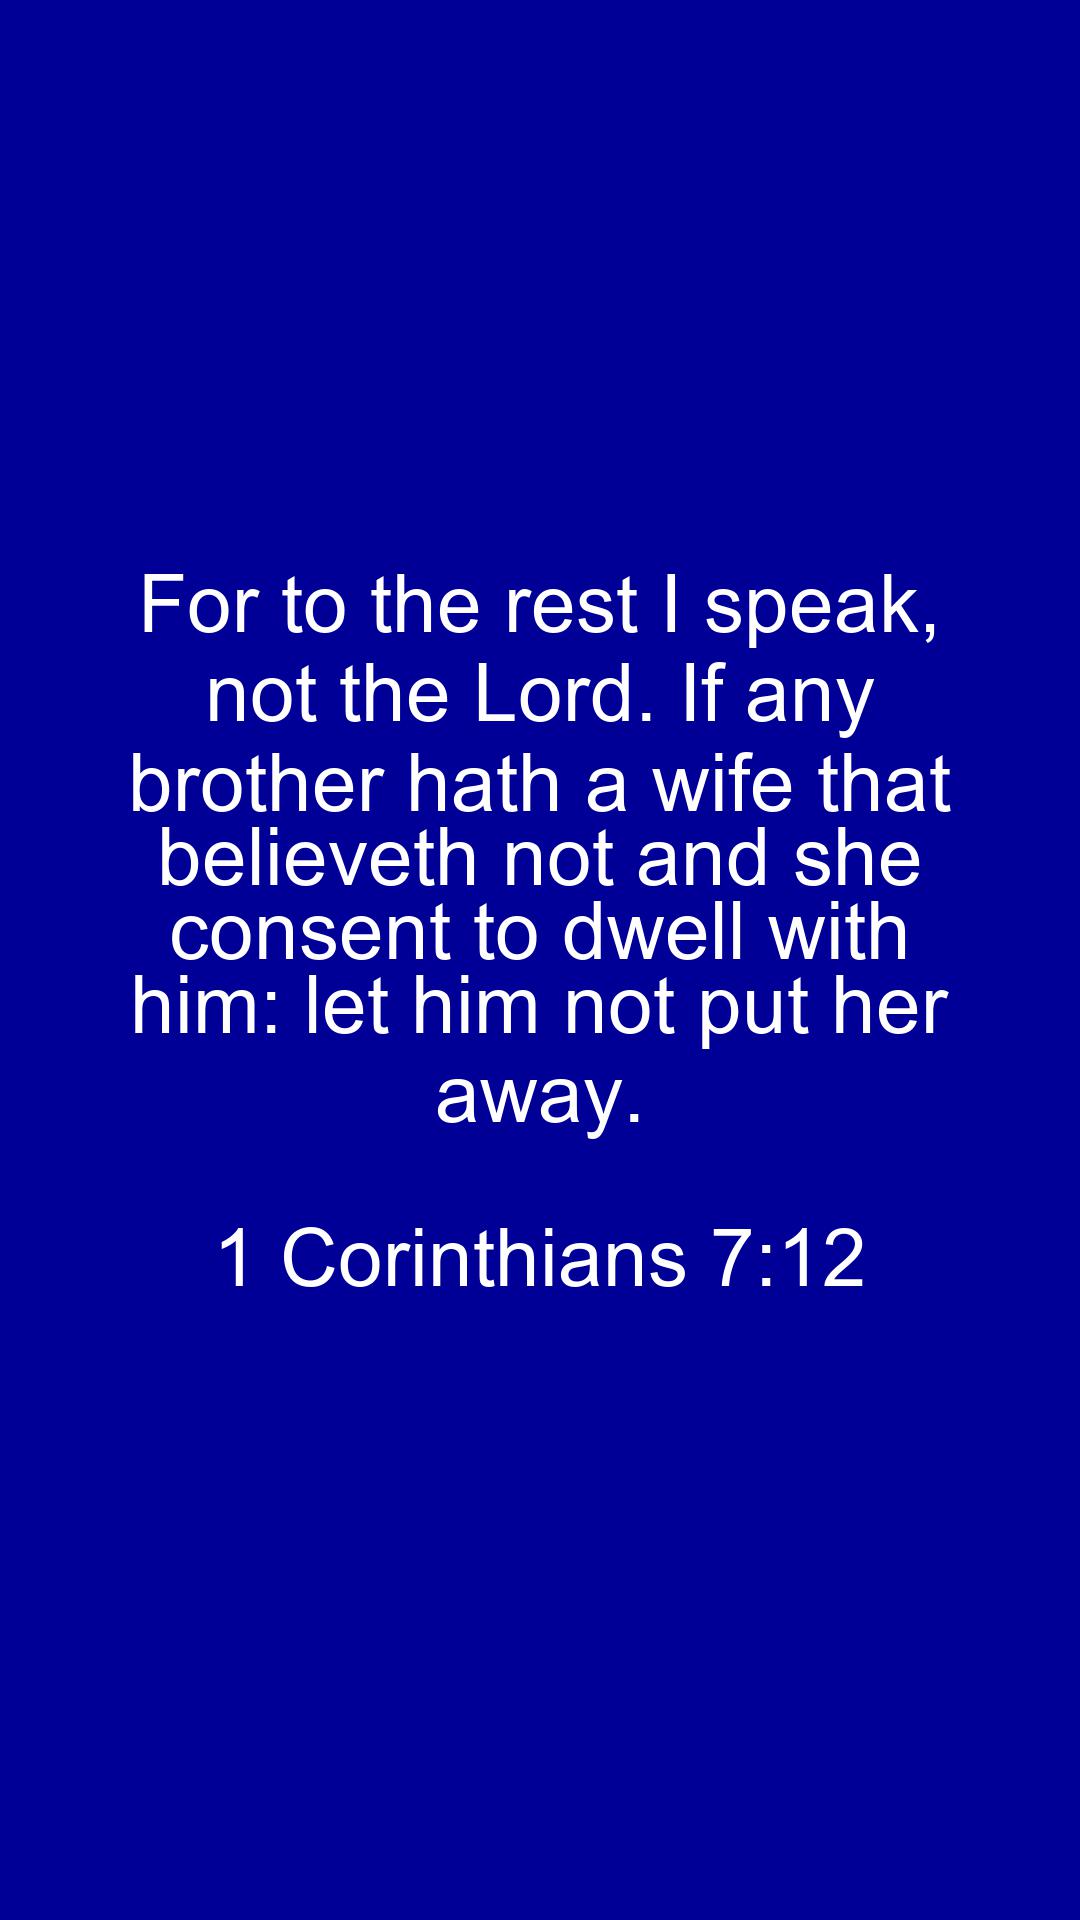 For to the rest I speak,
not the Lord. If any
brother hath a wife that
believeth not and she
consent to dwell with
him: let him not put her
away.
1 Corinthians 7:12